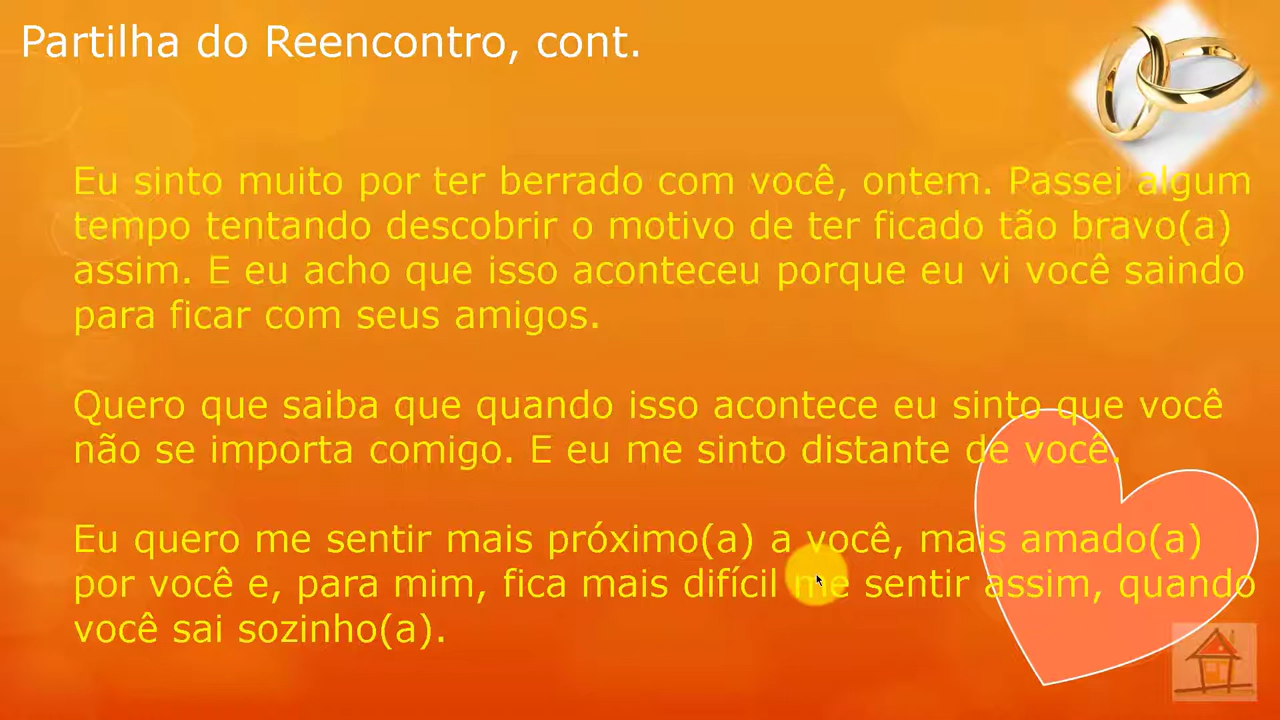 Partilha do Reencontro, cont.
Eu sinto muito por ter berrado com você, ontem. Passei algum
tempo tentando descobrir o motivo de ter ficado tão bravo(a)
assim. E eu acho que isso aconteceu porque eu vi você saindo
para ficar com seus amigos.
Quero que saiba que quando isso acontece eu sinto que você
não se importa comigo. E eu me sinto distante de você.
Eu quero me sentir mais próximo(a) a você, mais amado(a)
por você e, para mim, fica mais difícil me sentir assim, quando
você sai sozinho(a).